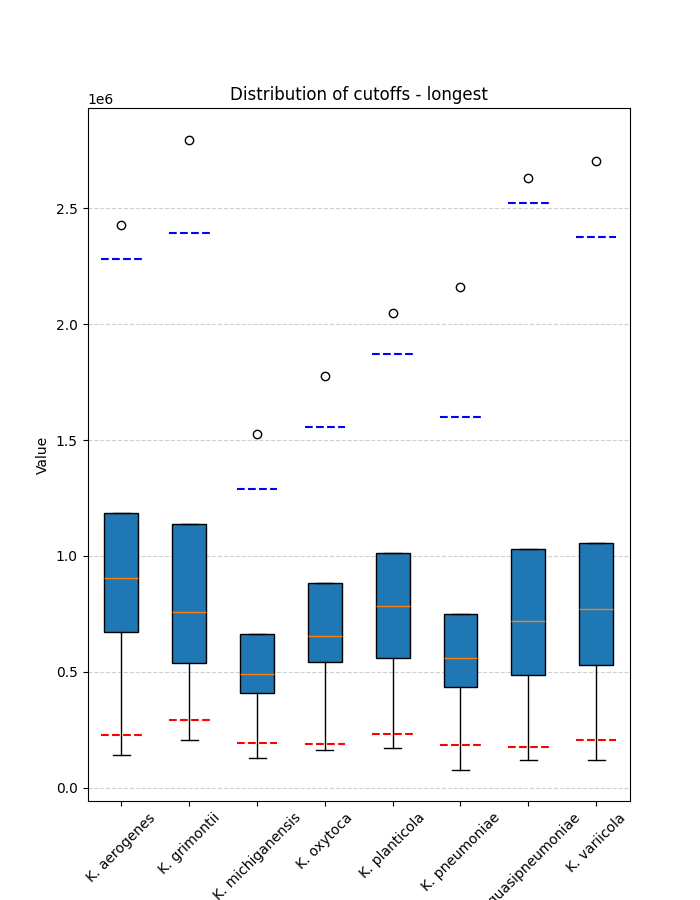 Distribution of cutoffs - longest
1e6
2.5
2.0
1.5
1.0
0.5
0.0
Value
K. aerogenes
K. grimontii
K. michiganensis
K. oxytoca
K. planticola
K. pneumoniae
quasipneumoniae
K. variicola